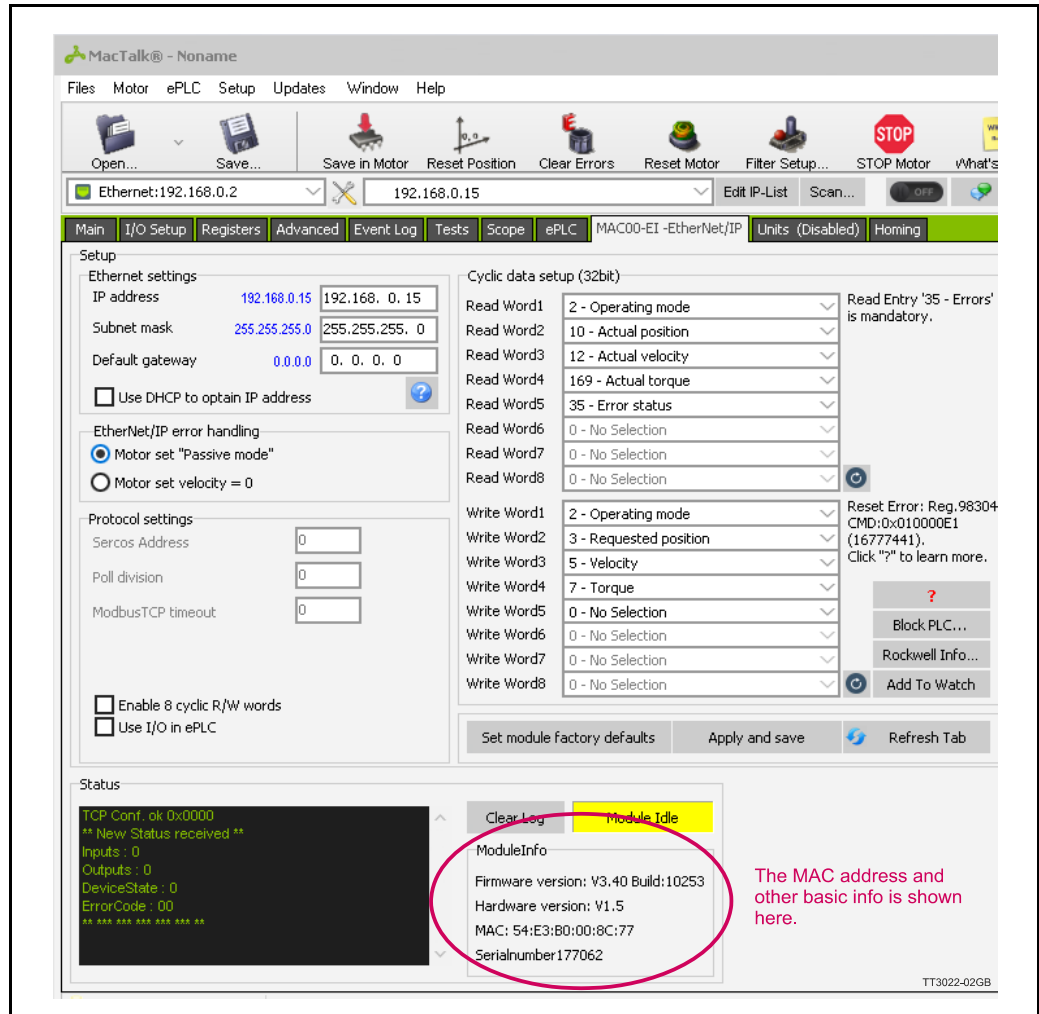 MacTalk® - Noname
Files Motor ePLC Setup Updates Window Help
Open... Save... Save in Motor Reset Position Clear Errors Reset Motor Filter Setup... STOP Motor What's
0,0
STOP
Ethernet:192.168.0.2 192.168.0.15 Edit IP-List Scan... OFF
Main I/O Setup Registers Advanced Event Log Tests Scope ePLC MAC00-EI -EtherNet/IP Units (Disabled) Homing
Setup
Ethernet settings
IP address 192.168.0.15 192.168. 0. 15
Subnet mask 255.255.255.0 255.255.255. 0
Default gateway 0.0.0.0 0. 0. 0. 0
Use DHCP to optain IP address
EtherNet/IP error handling
Motor set "Passive mode"
Motor set velocity = 0
Protocol settings
Sercos Address 0
Poll division 0
ModbusTCP timeout 0
Enable 8 cyclic R/W words
Use I/O in ePLC
Cyclic data setup (32bit)
Read Word1 2 - Operating mode
Read Word2 10 - Actual position
Read Word3 12 - Actual velocity
Read Word4 169 - Actual torque
Read Word5 35 - Error status
Read Word6 0 - No Selection
Read Word7 0 - No Selection
Read Word8 0 - No Selection
Read Entry '35 - Errors'
is mandatory.
Write Word1 2 - Operating mode
Write Word2 3 - Requested position
Write Word3 5 - Velocity
Write Word4 7 - Torque
Write Word5 0 - No Selection
Write Word6 0 - No Selection
Write Word7 0 - No Selection
Write Word8 0 - No Selection
Reset Error: Reg.98304
CMD:0x010000E1
(16777441).
Click "?" to learn more.
?
Block PLC...
Rockwell Info...
Add To Watch
Set module factory defaults Apply and save Refresh Tab
Status
TCP Conf. ok 0x0000
** New Status received **
Inputs : 0
Outputs : 0
DeviceState : 0
ErrorCode : 00
** *** *** *** *** *** **
Clear Log Module Idle
ModuleInfo
Firmware version: V3.40 Build:10253
Hardware version: V1.5
MAC: 54:E3:B0:00:8C:77
Serialnumber177062
The MAC address and
other basic info is shown
here.
TT3022-02GB